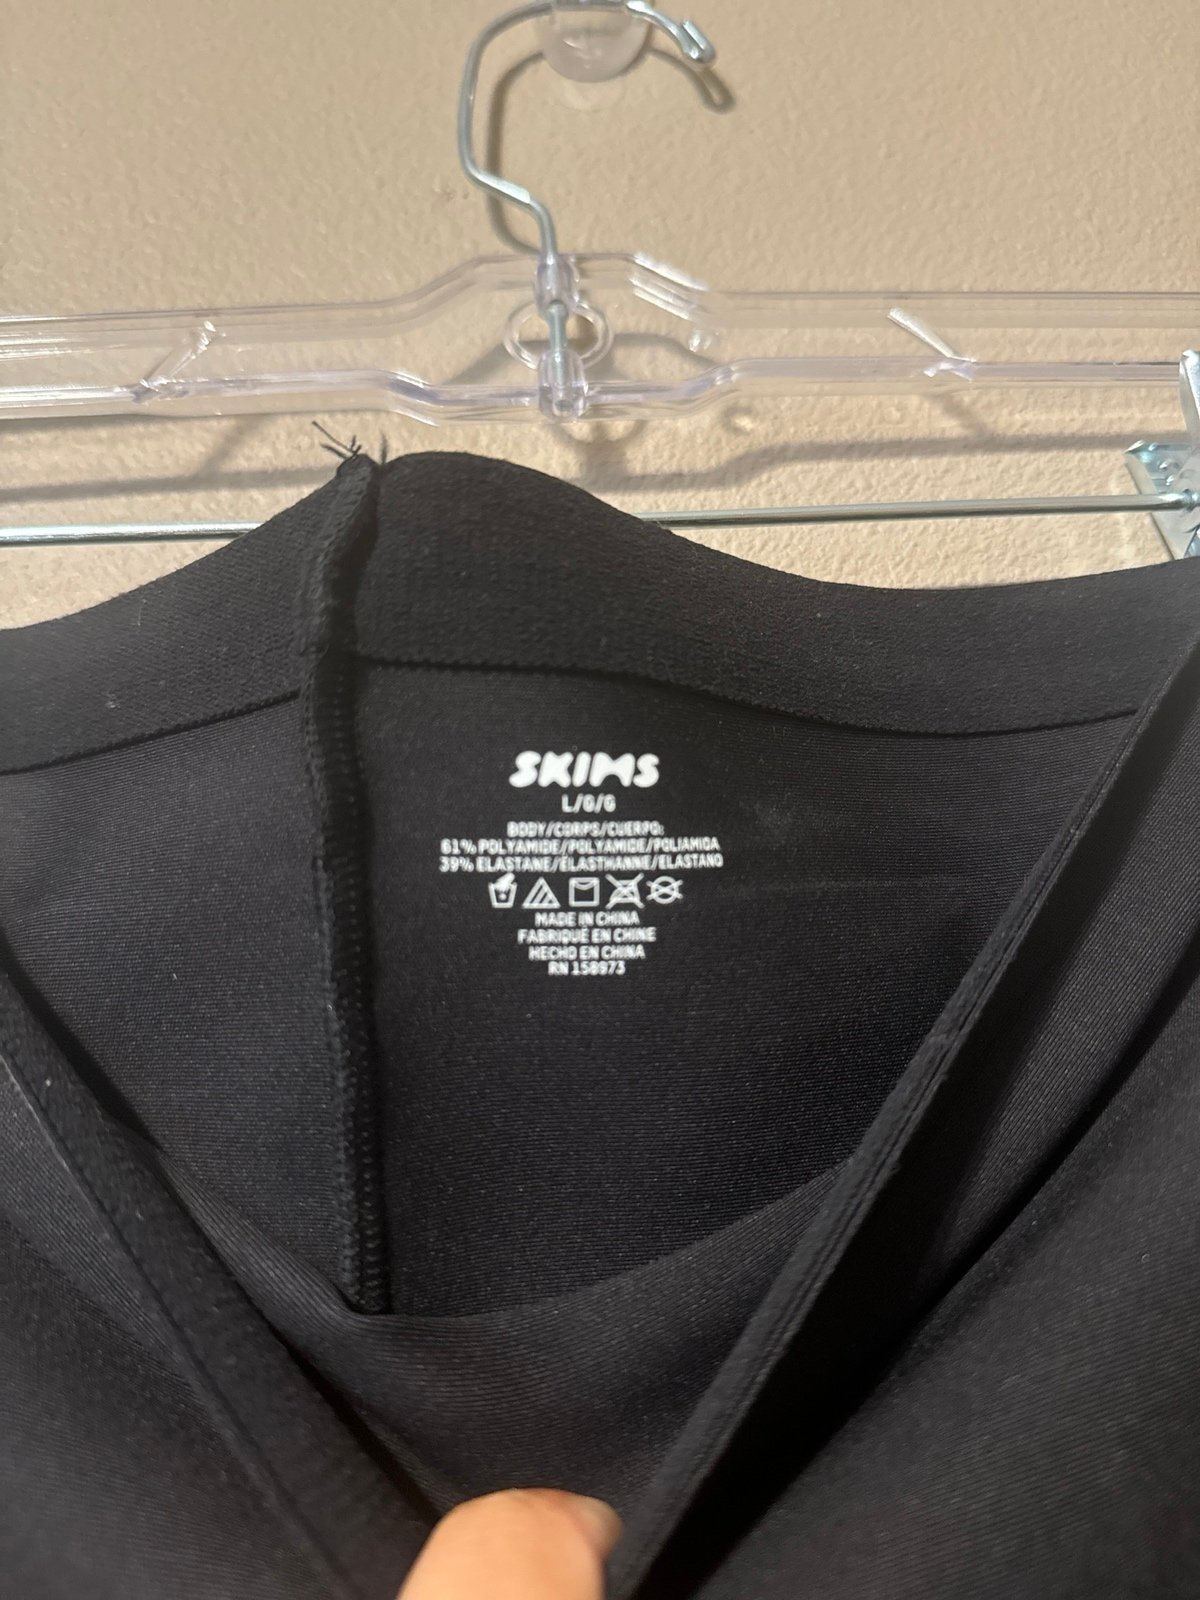 SKIMS
L/G/G
BODY/CORPS/CUERPO:
61% POLYAMIDE/POLYAMIDE/POLIAMIDA
39% ELASTANE/ÉLASTHANNE/ELASTANO
MADE IN CHINA
FABRIQUÉ EN CHINE
HECHO EN CHINA
RN 158973